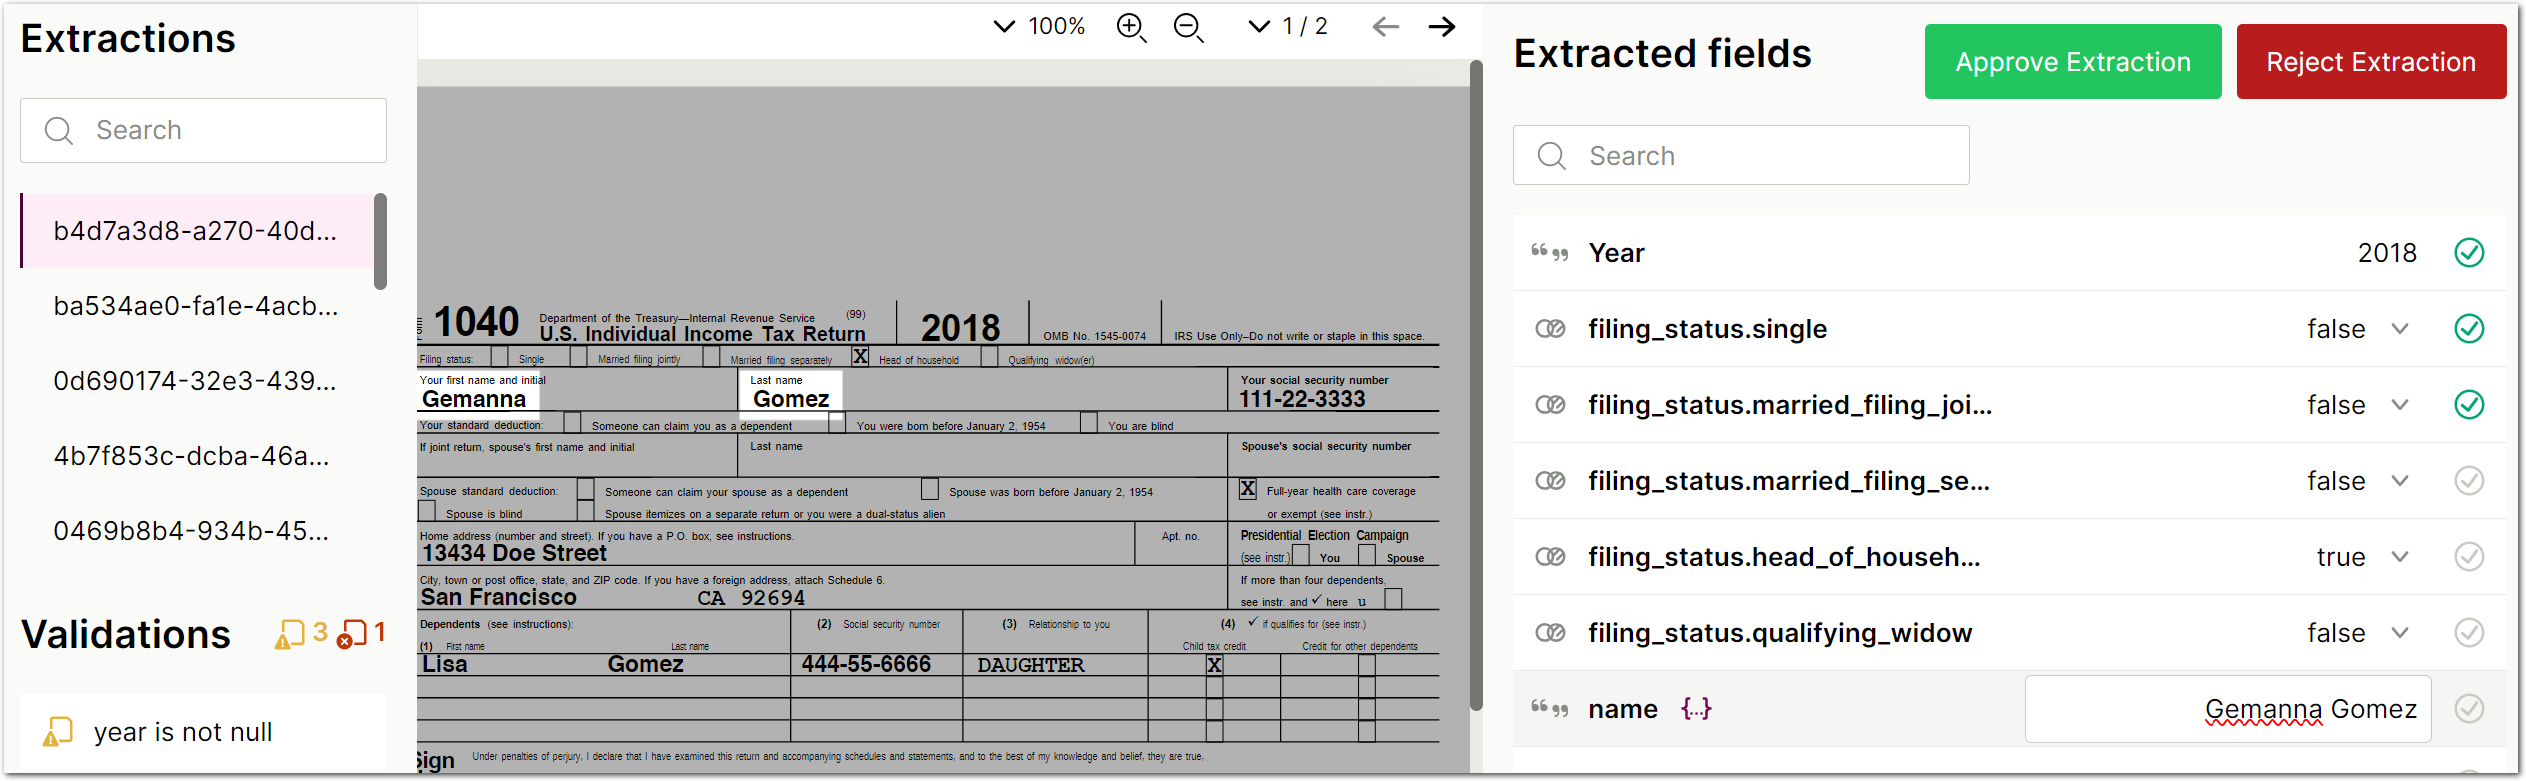 Extractions
Search
b4d7a3d8-a270-40d...
ba534ae0-fa1e-4acb...
0d690174-32e3-439...
4b7f853c-dcba-46a...
0469b8b4-934b-45...
Validations 3 1
year is not null
100% 1 / 2
1040 Department of the Treasury—Internal Revenue Service (99)
U.S. Individual Income Tax Return 2018 OMB No. 1545-0074 IRS Use Only–Do not write or staple in this space.
Filing status: Single Married filing jointly Married filing separately X Head of household Qualifying widow(er)
Your first name and initial Last name Your social security number
Gemanna Gomez 111-22-3333
Your standard deduction: Someone can claim you as a dependent You were born before January 2, 1954 You are blind
If joint return, spouse's first name and initial Last name Spouse's social security number
Spouse standard deduction: Someone can claim your spouse as a dependent Spouse was born before January 2, 1954 X Full-year health care coverage
Spouse is blind Spouse itemizes on a separate return or you were a dual-status alien or exempt (see instr.)
Home address (number and street). If you have a P.O. box, see instructions. Apt. no. Presidential Election Campaign
13434 Doe Street (see instr.) You Spouse
City, town or post office, state, and ZIP code. If you have a foreign address, attach Schedule 6. If more than four dependents,
San Francisco CA 92694 see instr. and ✓ here u
Dependents (see instructions): (2) Social security number (3) Relationship to you (4) ✓ if qualifies for (see instr.)
(1) First name Last name Child tax credit Credit for other dependents
Lisa Gomez 444-55-6666 DAUGHTER X
Sign Under penalties of perjury, I declare that I have examined this return and accompanying schedules and statements, and to the best of my knowledge and belief, they are true,
Extracted fields
Approve Extraction
Reject Extraction
Search
Year 2018
filing_status.single false
filing_status.married_filing_joi... false
filing_status.married_filing_se... false
filing_status.head_of_househ... true
filing_status.qualifying_widow false
name {...} Gemanna Gomez